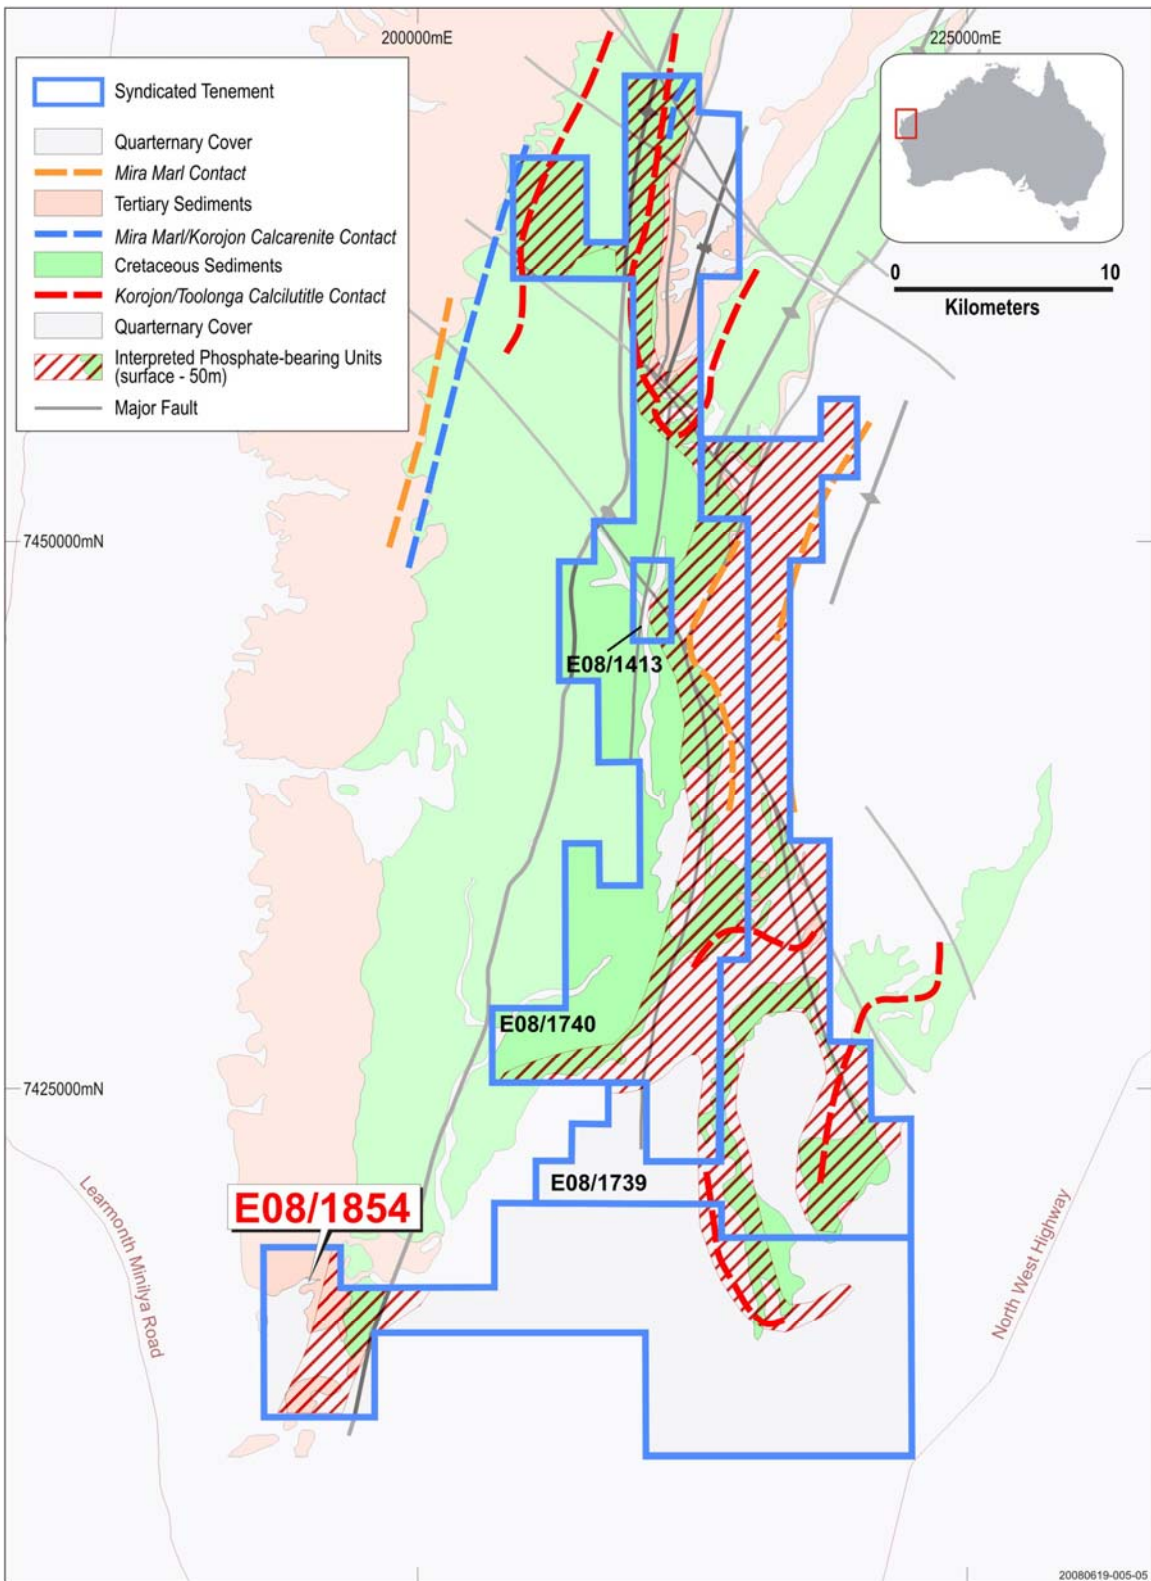 200000mE
225000mE
Syndicated Tenement
Quarternary Cover
Mira Marl Contact
Tertiary Sediments
Mira Marl/Korojon Calcarenite Contact
Cretaceous Sediments
Korojon/Toolonga Calcilutitle Contact
Quarternary Cover
Interpreted Phosphate-bearing Units
(surface - 50m)
Major Fault
0 10
Kilometers
7450000mN
E08/1413
E08/1740
7425000mN
E08/1739
E08/1854
Learmonth Minilya Road
North West Highway
20080619-005-05